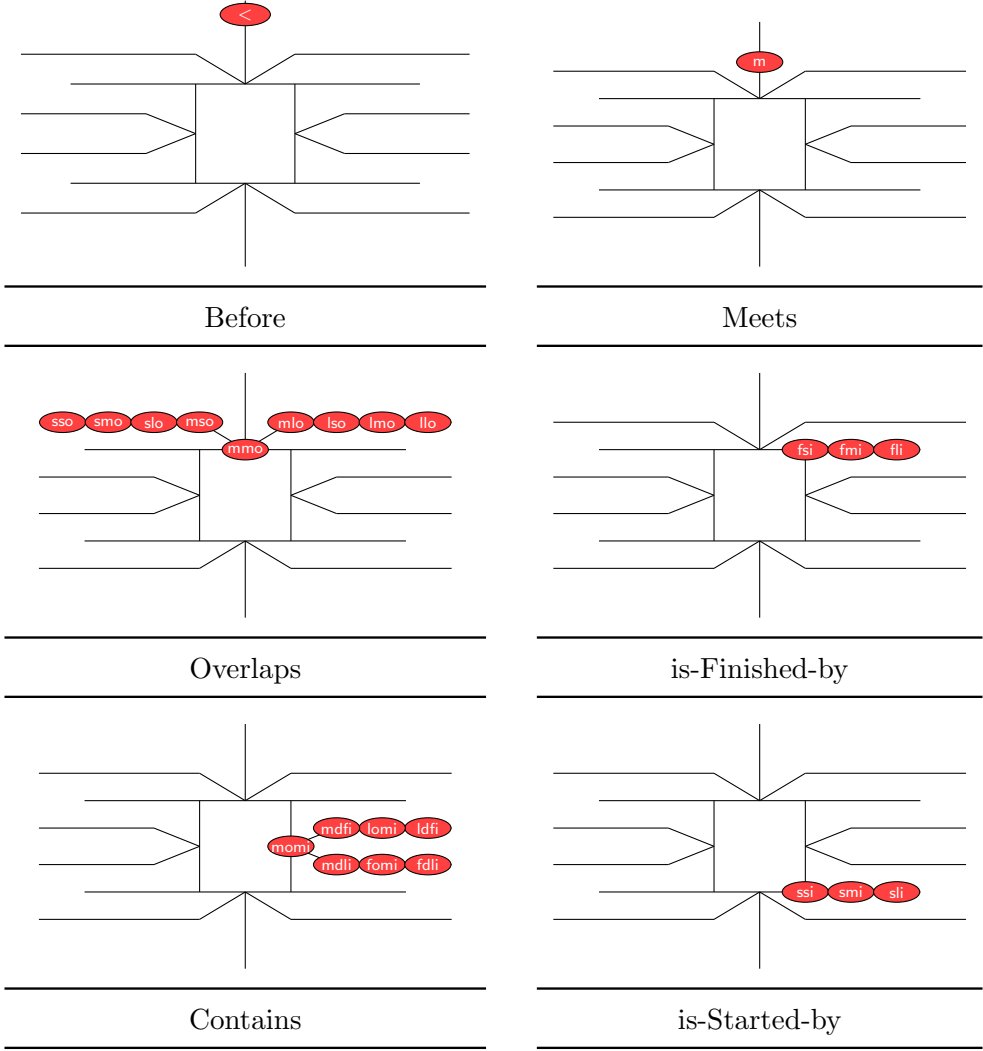 <
m
Before
Meets
sso smo slo mso mlo lso lmo llo
mmo
fsi fmi fli
Overlaps
is-Finished-by
mdfi lomi ldfi
momi
mdli fomi fdli
ssi smi sli
Contains
is-Started-by